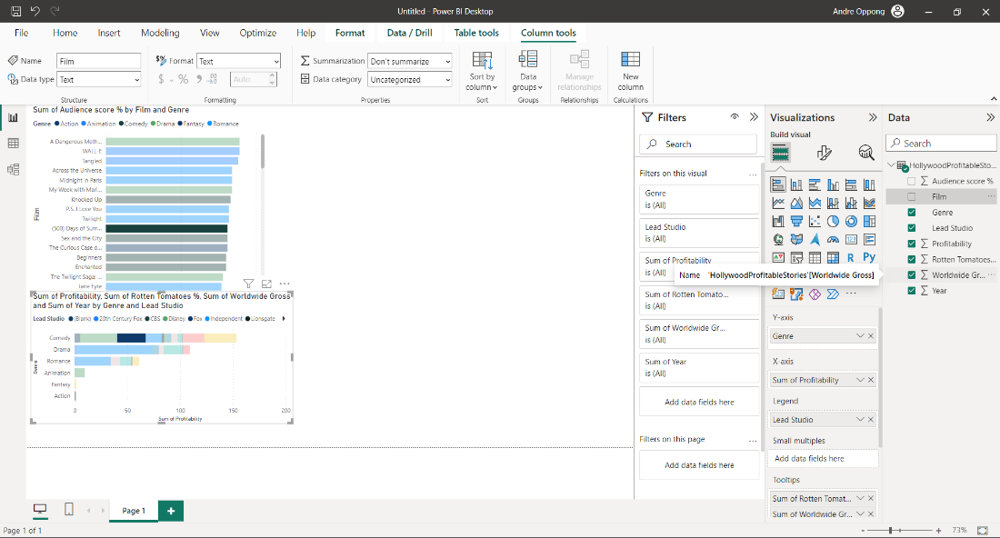 Untitled - Power BI Desktop
Andre Oppong
File Home Insert Modeling View Optimize Help Format Data / Drill Table tools Column tools
Name Film
Data type Text
Structure
Format Text
$ % Auto
Formatting
Summarization Don't summarize
Data category Uncategorized
Properties
Sort by column
Sort
Data groups
Groups
Manage relationships
Relationships
New column
Calculations
Sum of Audience score % by Film and Genre
Genre Action Animation Comedy Drama Fantasy Romance
Film
A Dangerous Meth...
WALL-E
Tangled
Across the Universe
Midnight in Paris
My Week with Mari...
Knocked Up
P.S. I Love You
Twilight
(500) Days of Sum...
Sex and the City
The Curious Case o...
Beginners
Enchanted
The Twilight Saga: ...
Jane Eyre
Sum of Profitability, Sum of Rotten Tomatoes %, Sum of Worldwide Gross
and Sum of Year by Genre and Lead Studio
Lead Studio (Blank) 20th Century Fox CBS Disney Fox Independent Lionsgate
Genre
Comedy
Drama
Romance
Animation
Fantasy
Action
0 50 100 150 200
Sum of Profitability
Filters
Search
Filters on this visual ...
Genre
is (All)
Lead Studio
is (All)
Sum of Profitability
is (All)
Sum of Rotten Tomato...
is (All)
Sum of Worldwide Gr...
is (All)
Sum of Year
is (All)
Add data fields here
Filters on this page ...
Add data fields here
Visualizations
Build visual
123
R Py
Name 'HollywoodProfitableStories'[Worldwide Gross]
...
Y-axis
Genre
X-axis
Sum of Profitability
Legend
Lead Studio
Small multiples
Add data fields here
Tooltips
Sum of Rotten Tomat...
Sum of Worldwide Gr...
Data
Search
HollywoodProfitableSto...
Audience score %
Film ...
Genre
Lead Studio
Profitability
Rotten Tomatoes...
Worldwide Gr... ...
Year
Page 1
Page 1 of 1
- + 73%